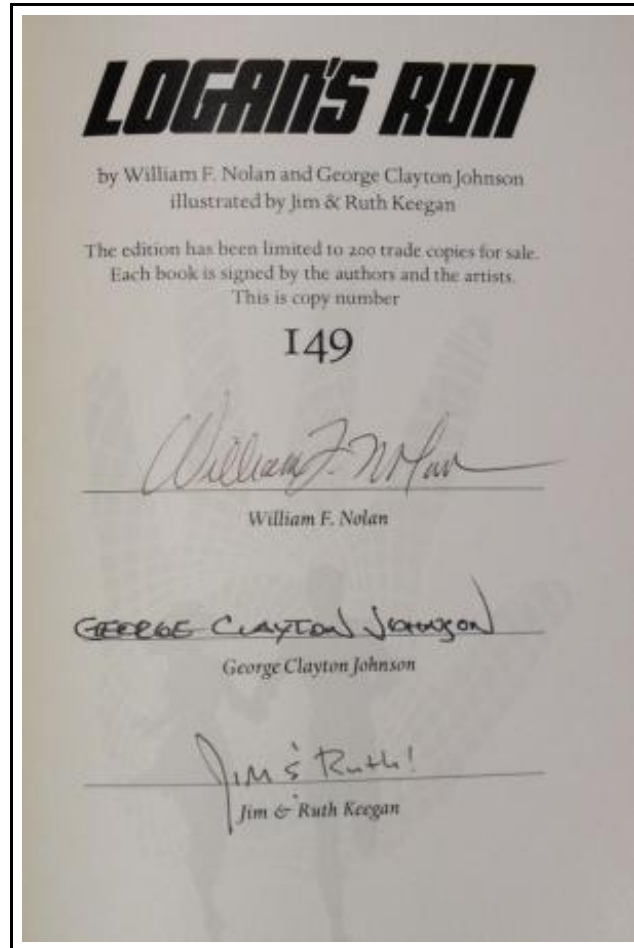 LOGAN'S RUN
by William F. Nolan and George Clayton Johnson
illustrated by Jim & Ruth Keegan
The edition has been limited to 200 trade copies for sale.
Each book is signed by the authors and the artists.
This is copy number
149
William F. Nolan
William F. Nolan
GEORGE CLAYTON JOHNSON
George Clayton Johnson
Jim & Ruth!
Jim & Ruth Keegan